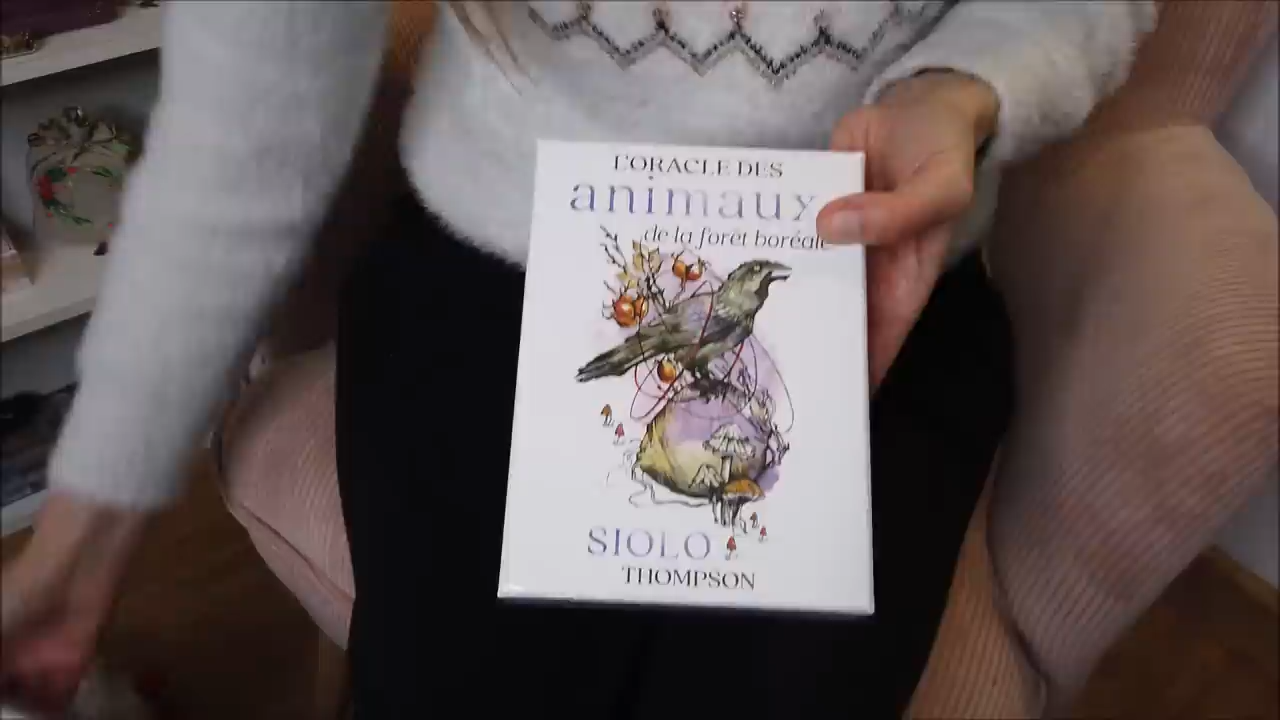 L'ORACLE DES
animaux
de la forêt boréale
SIOLO
THOMPSON